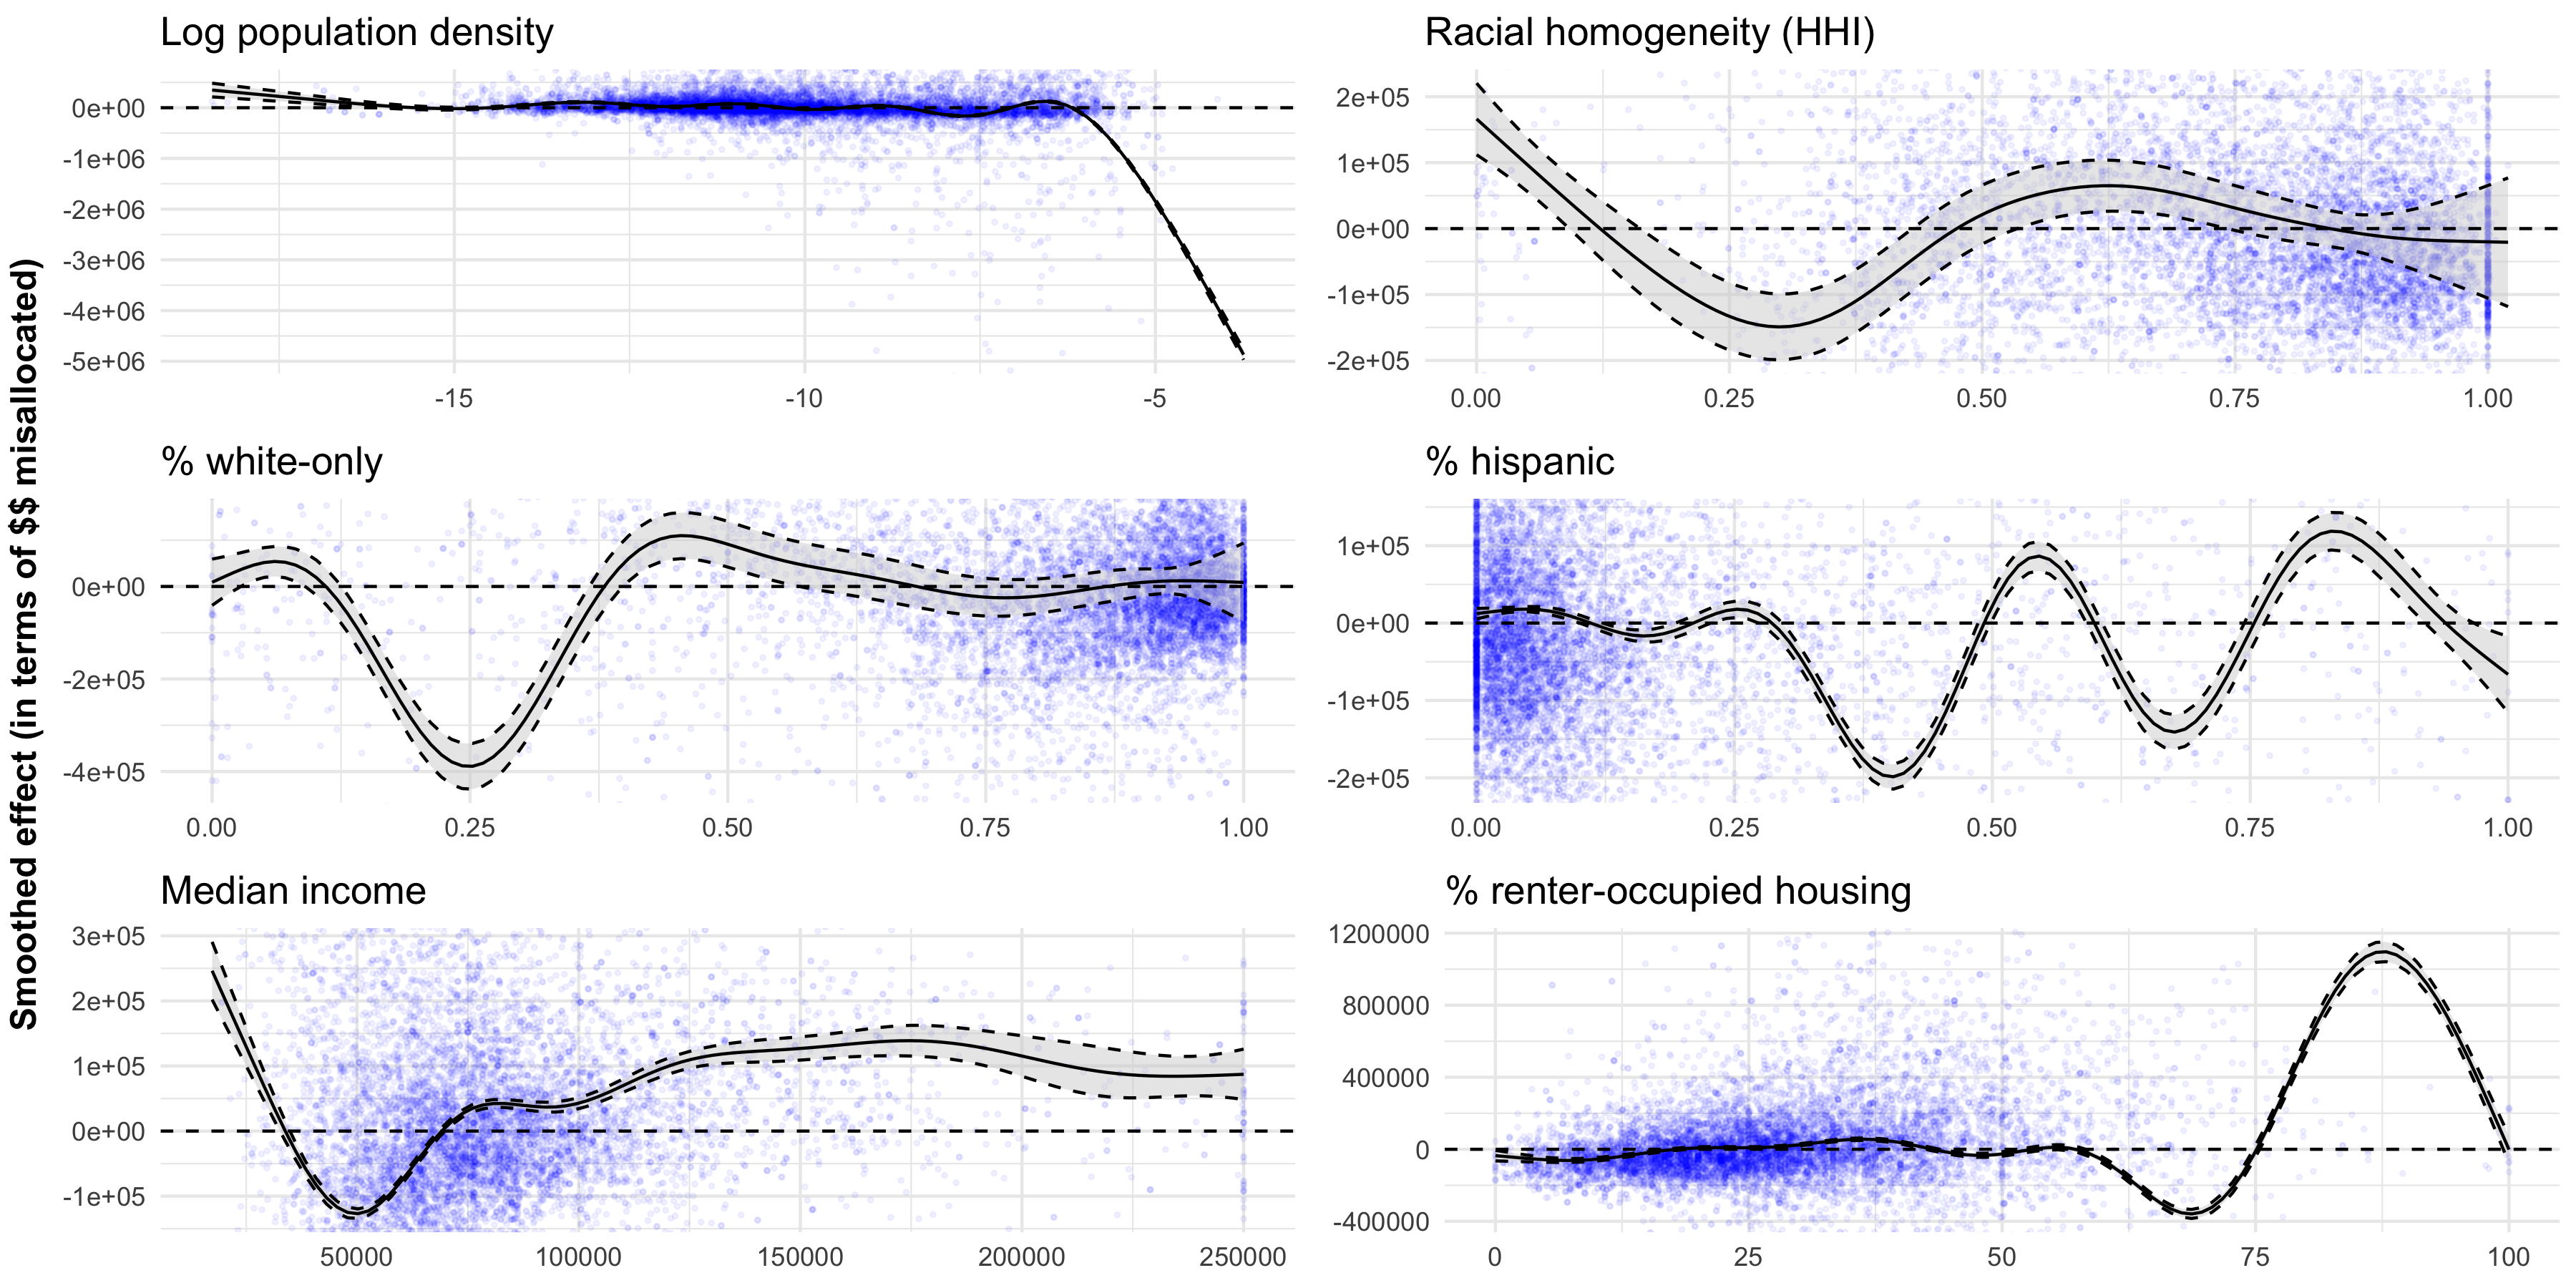 Smoothed effect (in terms of $$ misallocated)
Log population density
0e+00
-1e+06
-2e+06
-3e+06
-4e+06
-5e+06
-15 -10 -5
Racial homogeneity (HHI)
2e+05
1e+05
0e+00
-1e+05
-2e+05
0.00 0.25 0.50 0.75 1.00
% white-only
0e+00
-2e+05
-4e+05
0.00 0.25 0.50 0.75 1.00
% hispanic
1e+05
0e+00
-1e+05
-2e+05
0.00 0.25 0.50 0.75 1.00
Median income
3e+05
2e+05
1e+05
0e+00
-1e+05
50000 100000 150000 200000 250000
% renter-occupied housing
1200000
800000
400000
0
-400000
0 25 50 75 100